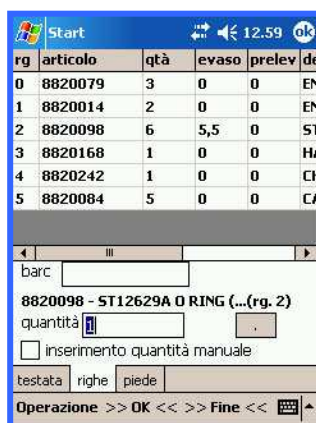 Start 12.59 ok
rg articolo qtà evaso prelev de
0 8820079 3 0 0 EN
1 8820014 2 0 0 EN
2 8820098 6 5,5 0 ST
3 8820168 1 0 0 HA
4 8820242 1 0 0 CH
5 8820084 5 0 0 CA
barc
8820098 - ST12629A O RING (...(rg. 2)
quantità 1 .
inserimento quantità manuale
testata righe piede
Operazione >> OK << >> Fine <<